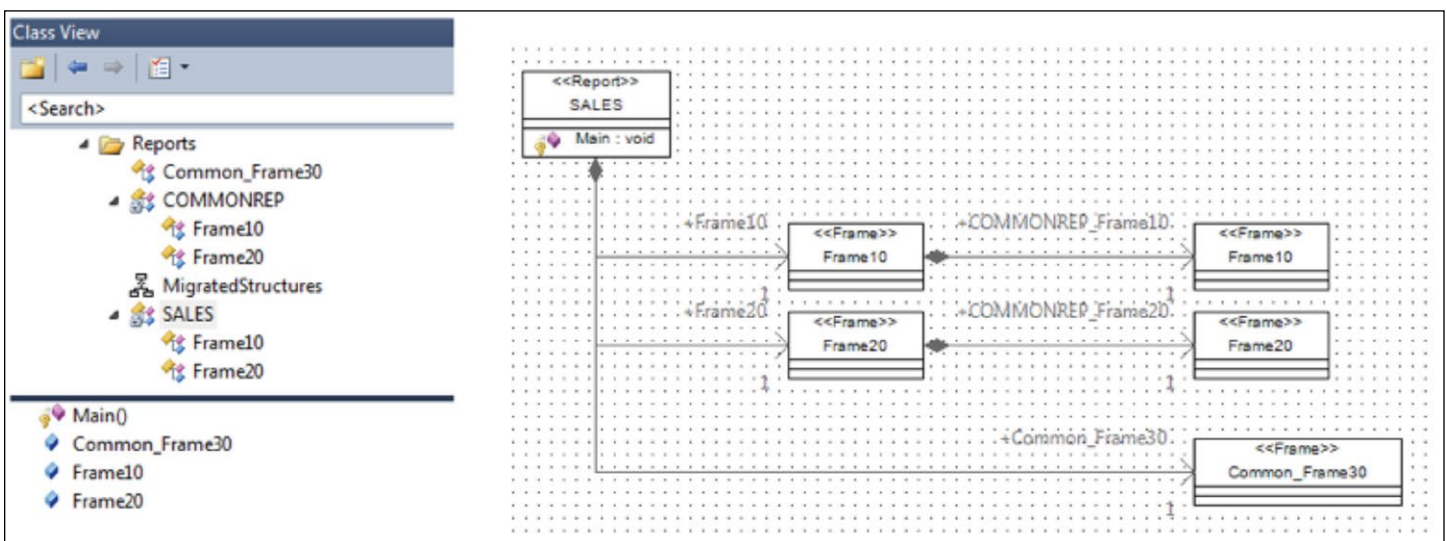 Class View
<Search>
Reports
Common_Frame30
COMMONREP
Frame10
Frame20
MigratedStructures
SALES
Frame10
Frame20
Main()
Common_Frame30
Frame10
Frame20
<<Report>>
SALES
Main : void
+Frame10
<<Frame>>
Frame10
1
+COMMONREP_Frame10
<<Frame>>
Frame10
1
+Frame20
<<Frame>>
Frame20
1
+COMMONREP_Frame20
<<Frame>>
Frame20
1
+Common_Frame30
<<Frame>>
Common_Frame30
1